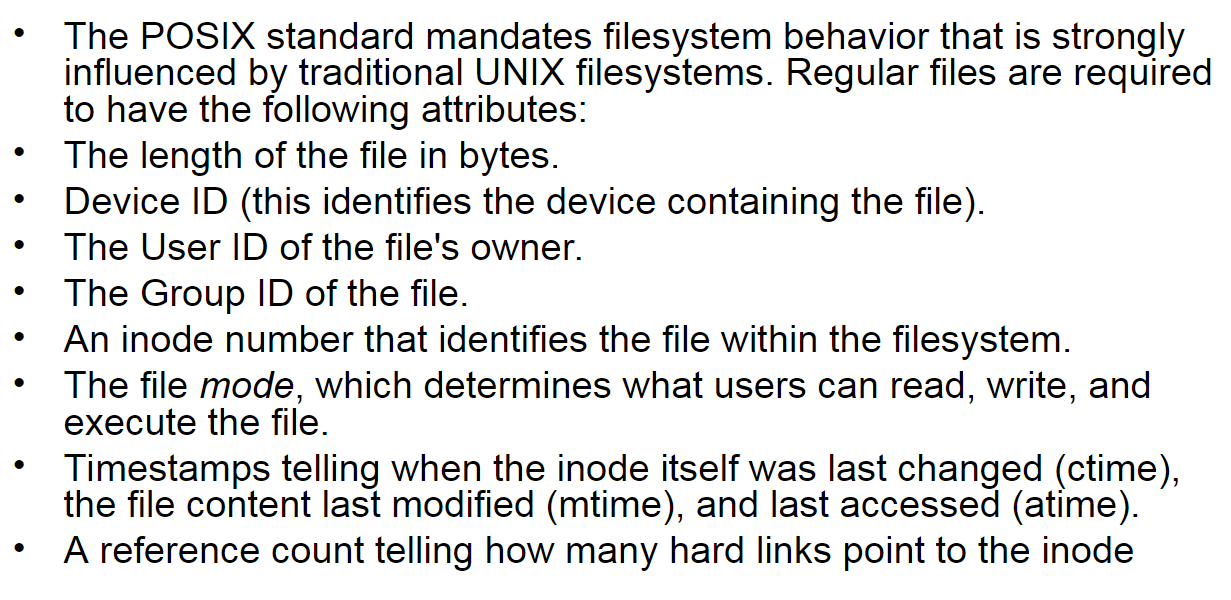 • The POSIX standard mandates filesystem behavior that is strongly
influenced by traditional UNIX filesystems. Regular files are required
to have the following attributes:
• The length of the file in bytes.
• Device ID (this identifies the device containing the file).
• The User ID of the file's owner.
• The Group ID of the file.
• An inode number that identifies the file within the filesystem.
• The file mode, which determines what users can read, write, and
execute the file.
• Timestamps telling when the inode itself was last changed (ctime),
the file content last modified (mtime), and last accessed (atime).
• A reference count telling how many hard links point to the inode